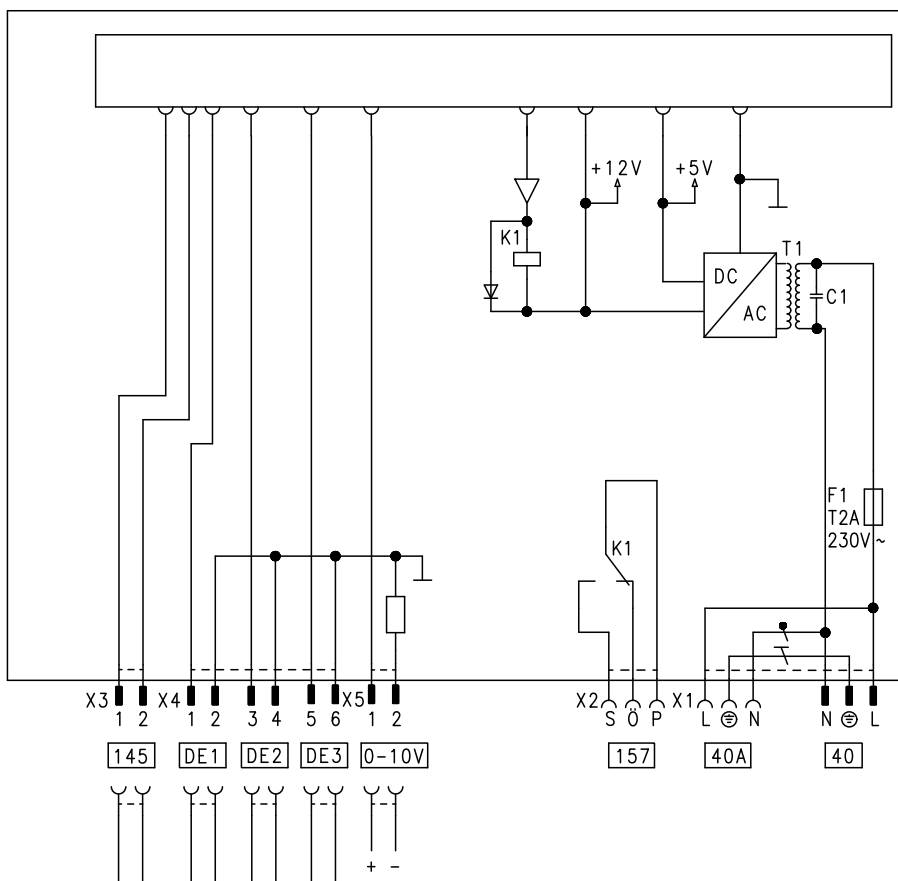 +12V
+5V
K1
T1
DC
AC
C1
F1
T2A
230V ~
K1
X3
X4
X5
X2
X1
1 2
1 2 3 4 5 6
1 2
S Ö P
L N
N L
145
DE1
DE2
DE3
0-10V
157
40A
40
+ -